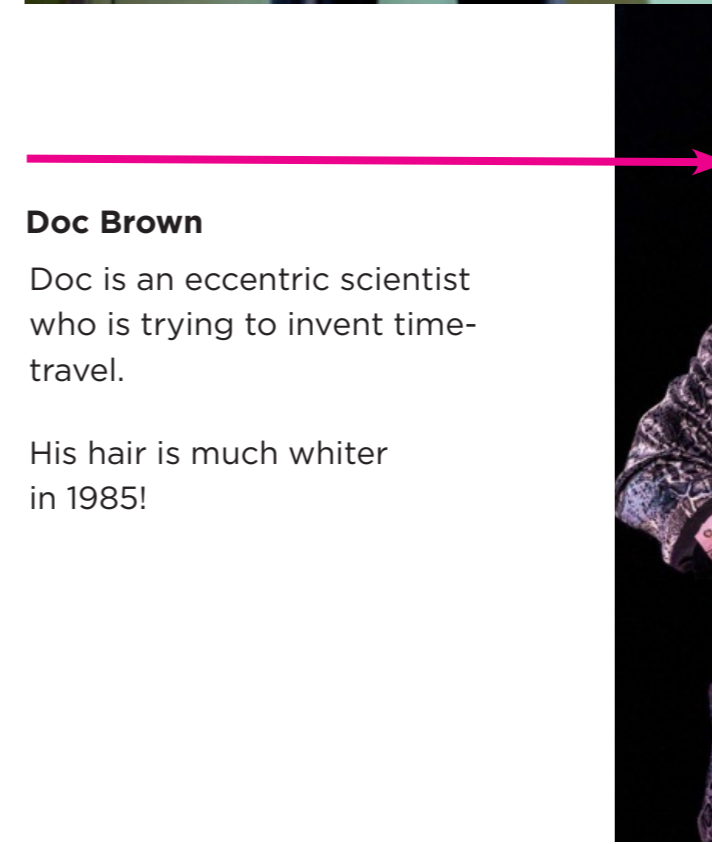 Doc Brown
Doc is an eccentric scientist
who is trying to invent time-
travel.
His hair is much whiter
in 1985!